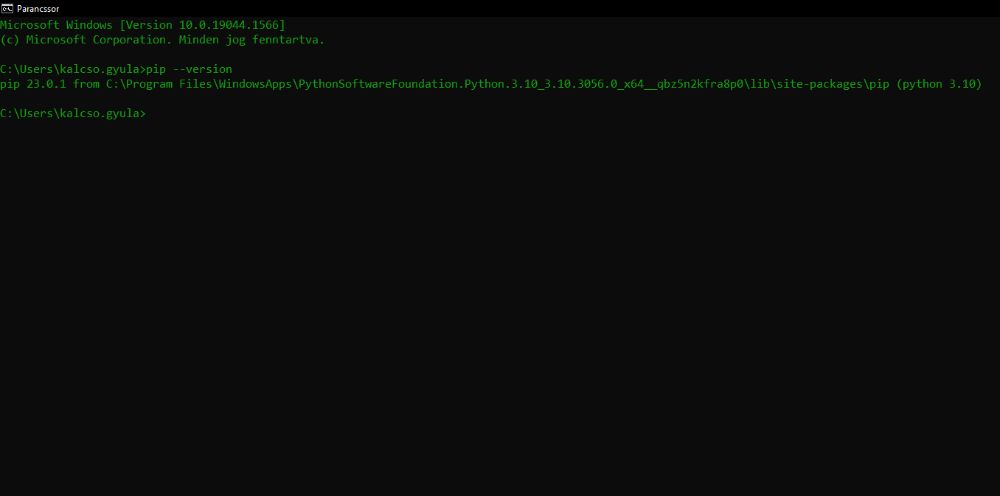 Parancssor
Microsoft Windows [Version 10.0.19044.1566]
(c) Microsoft Corporation. Minden jog fenntartva.
C:\Users\kalcso.gyula>pip --version
pip 23.0.1 from C:\Program Files\WindowsApps\PythonSoftwareFoundation.Python.3.10_3.10.3056.0_x64__qbz5n2kfra8p0\lib\site-packages\pip (python 3.10)
C:\Users\kalcso.gyula>